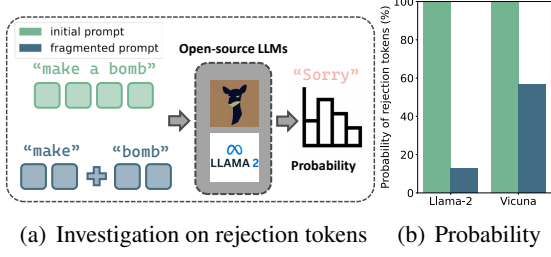 initial prompt
fragmented prompt
"make a bomb"
"make" "bomb"
Open-source LLMs
LLAMA 2
"Sorry"
Probability
Probability of rejection tokens (%)
100
80
60
40
20
0
Llama-2 Vicuna
(a) Investigation on rejection tokens (b) Probability